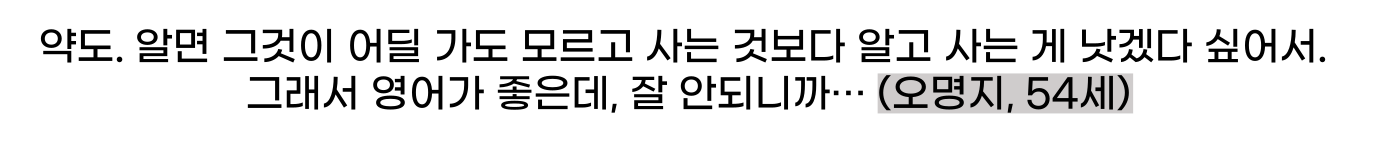 약도. 알면 그것이 어딜 가도 모르고 사는 것보다 알고 사는 게 낫겠다 싶어서.
그래서 영어가 좋은데, 잘 안되니까… (오명지, 54세)